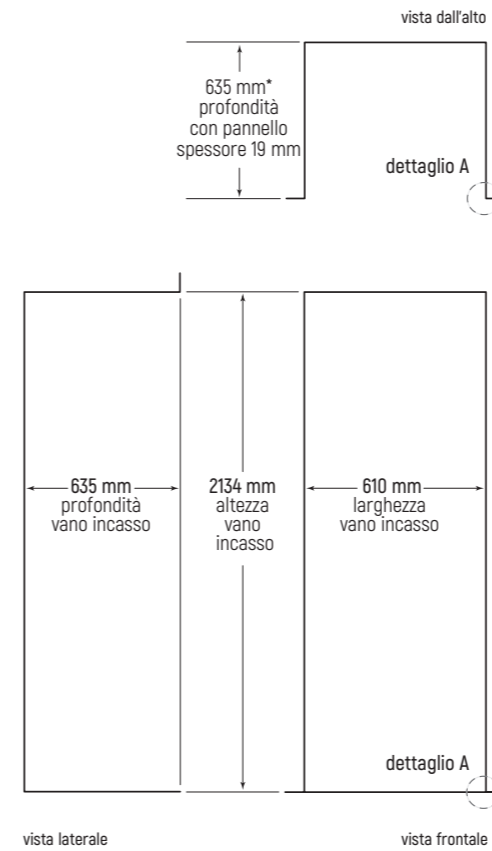 vista dall'alto
635 mm*
profondità
con pannello
spessore 19 mm
dettaglio A
635 mm
profondità
vano incasso
2134 mm
altezza
vano
incasso
610 mm
larghezza
vano incasso
dettaglio A
vista laterale
vista frontale